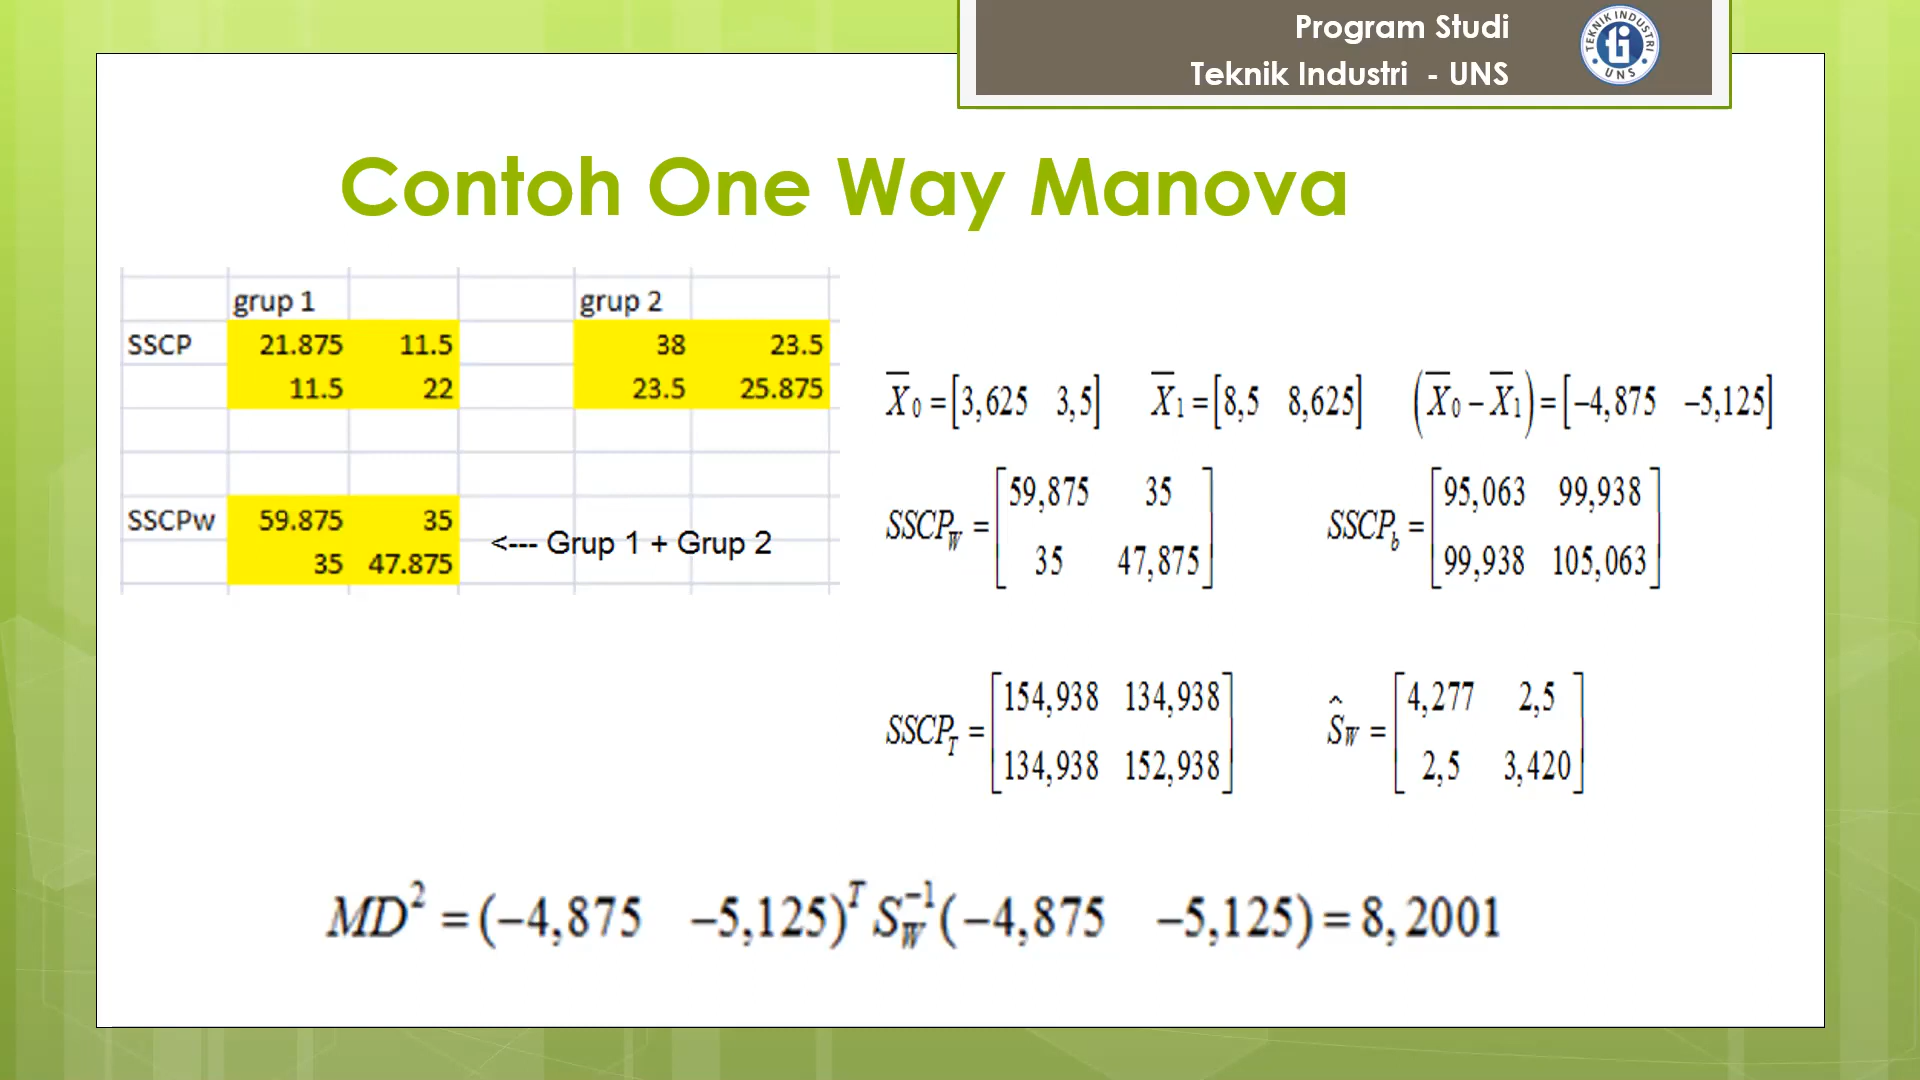 Program Studi
Teknik Industri - UNS
TEKNIK INDUSTRI
ti
UNS
Contoh One Way Manova
grup 1 grup 2
SSCP 21.875 11.5 38 23.5
11.5 22 23.5 25.875
SSCPw 59.875 35
<--- Grup 1 + Grup 2
35 47.875
X̅0 = [3,625 3,5] X̅1 = [8,5 8,625] (X̅0 − X̅1) = [−4,875 −5,125]
SSCP_W = [59,875 35
35 47,875]
SSCP_b = [95,063 99,938
99,938 105,063]
SSCP_T = [154,938 134,938
134,938 152,938]
Ŝ_W = [4,277 2,5
2,5 3,420]
MD² = (−4,875 −5,125)^T S_W^−1 (−4,875 −5,125) = 8,2001